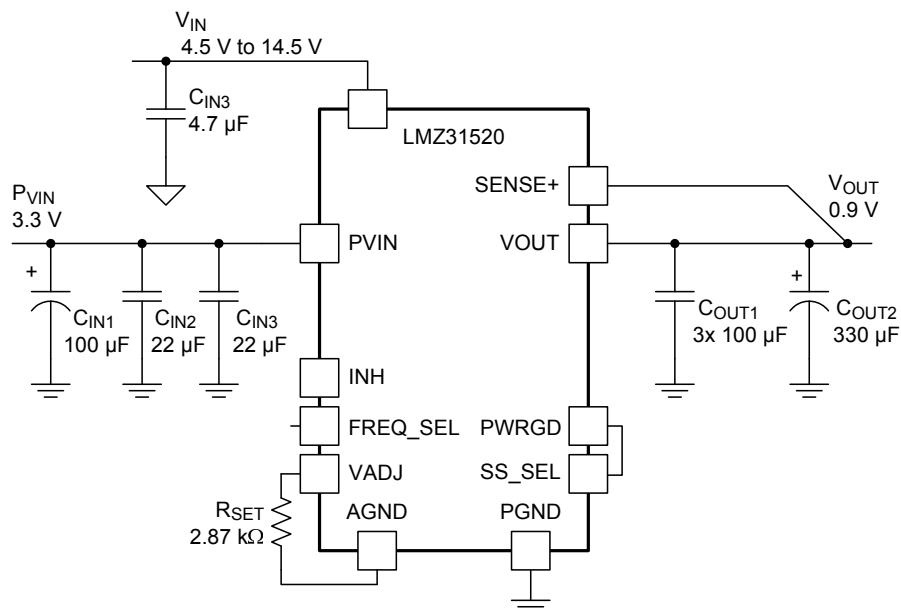 VIN
4.5 V to 14.5 V
CIN3
4.7 µF
LMZ31520
SENSE+
VOUT
0.9 V
PVIN
3.3 V
PVIN
VOUT
+
CIN1
100 µF
CIN2
22 µF
CIN3
22 µF
COUT1
3x 100 µF
+
COUT2
330 µF
INH
FREQ_SEL
PWRGD
VADJ
SS_SEL
RSET
2.87 kΩ
AGND
PGND